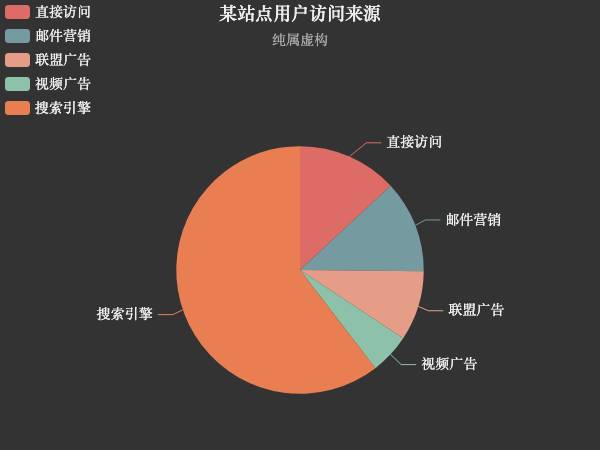 某站点用户访问来源
纯属虚构
直接访问
邮件营销
联盟广告
视频广告
搜索引擎
直接访问
邮件营销
联盟广告
视频广告
搜索引擎